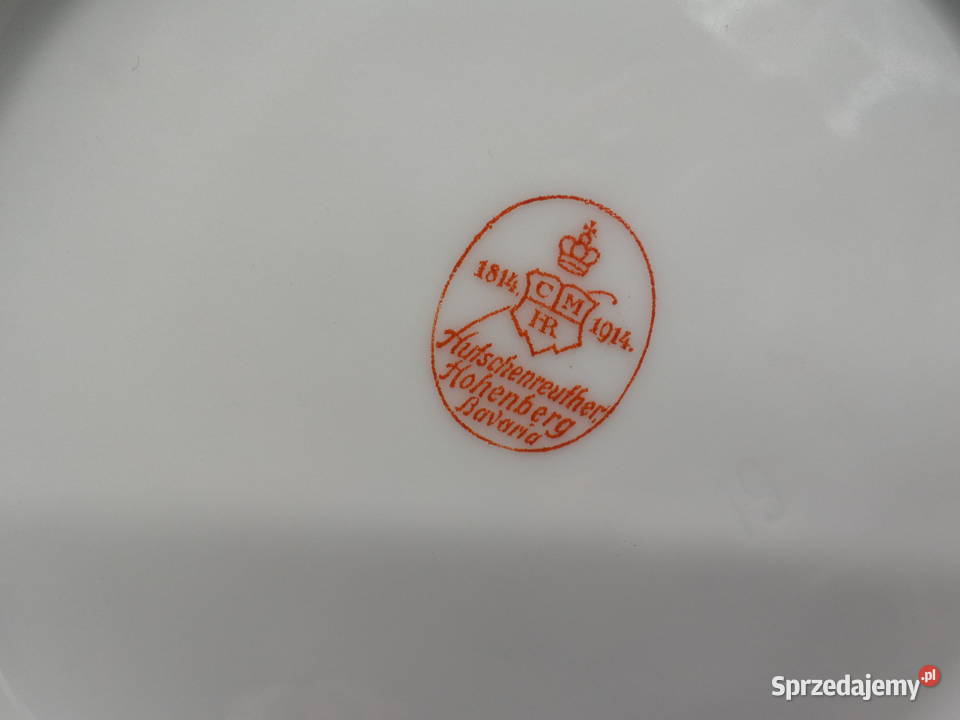 1814. 1914.
C M
HR
Hutschenreuther,
Hohenberg
Bavaria
Sprzedajemy.pl